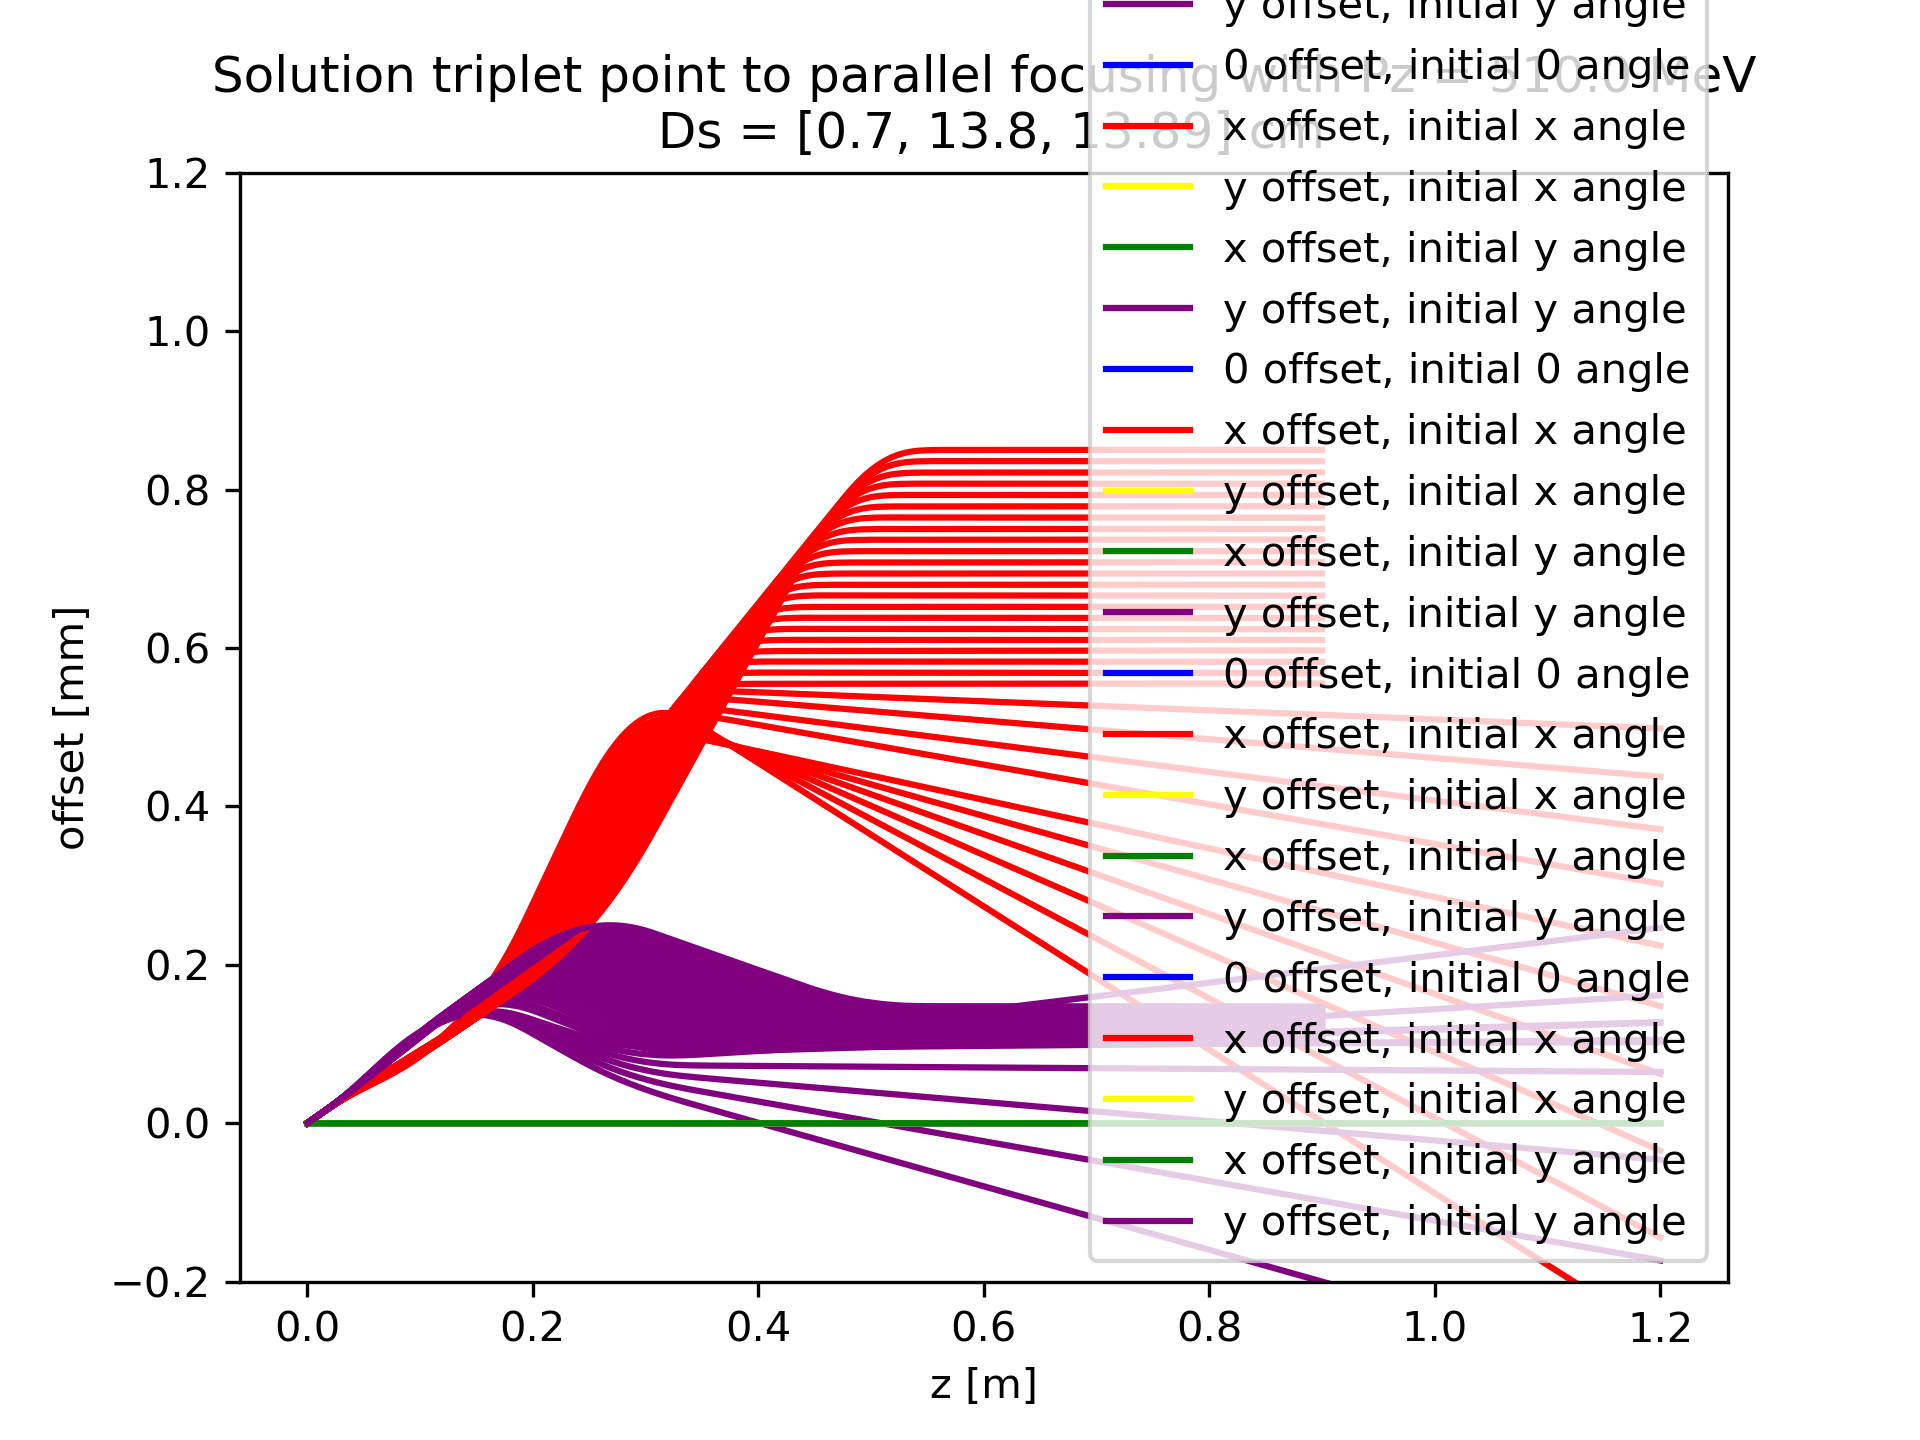 y offset, initial y angle
Solution triplet point to parallel focusing with Pz = 510.0 MeV
Ds = [0.7, 13.8, 13.89] cm
0 offset, initial 0 angle
x offset, initial x angle
y offset, initial x angle
x offset, initial y angle
y offset, initial y angle
0 offset, initial 0 angle
x offset, initial x angle
y offset, initial x angle
x offset, initial y angle
y offset, initial y angle
0 offset, initial 0 angle
x offset, initial x angle
y offset, initial x angle
x offset, initial y angle
y offset, initial y angle
0 offset, initial 0 angle
x offset, initial x angle
y offset, initial x angle
x offset, initial y angle
y offset, initial y angle
offset [mm]
1.2
1.0
0.8
0.6
0.4
0.2
0.0
−0.2
0.0 0.2 0.4 0.6 0.8 1.0 1.2
z [m]